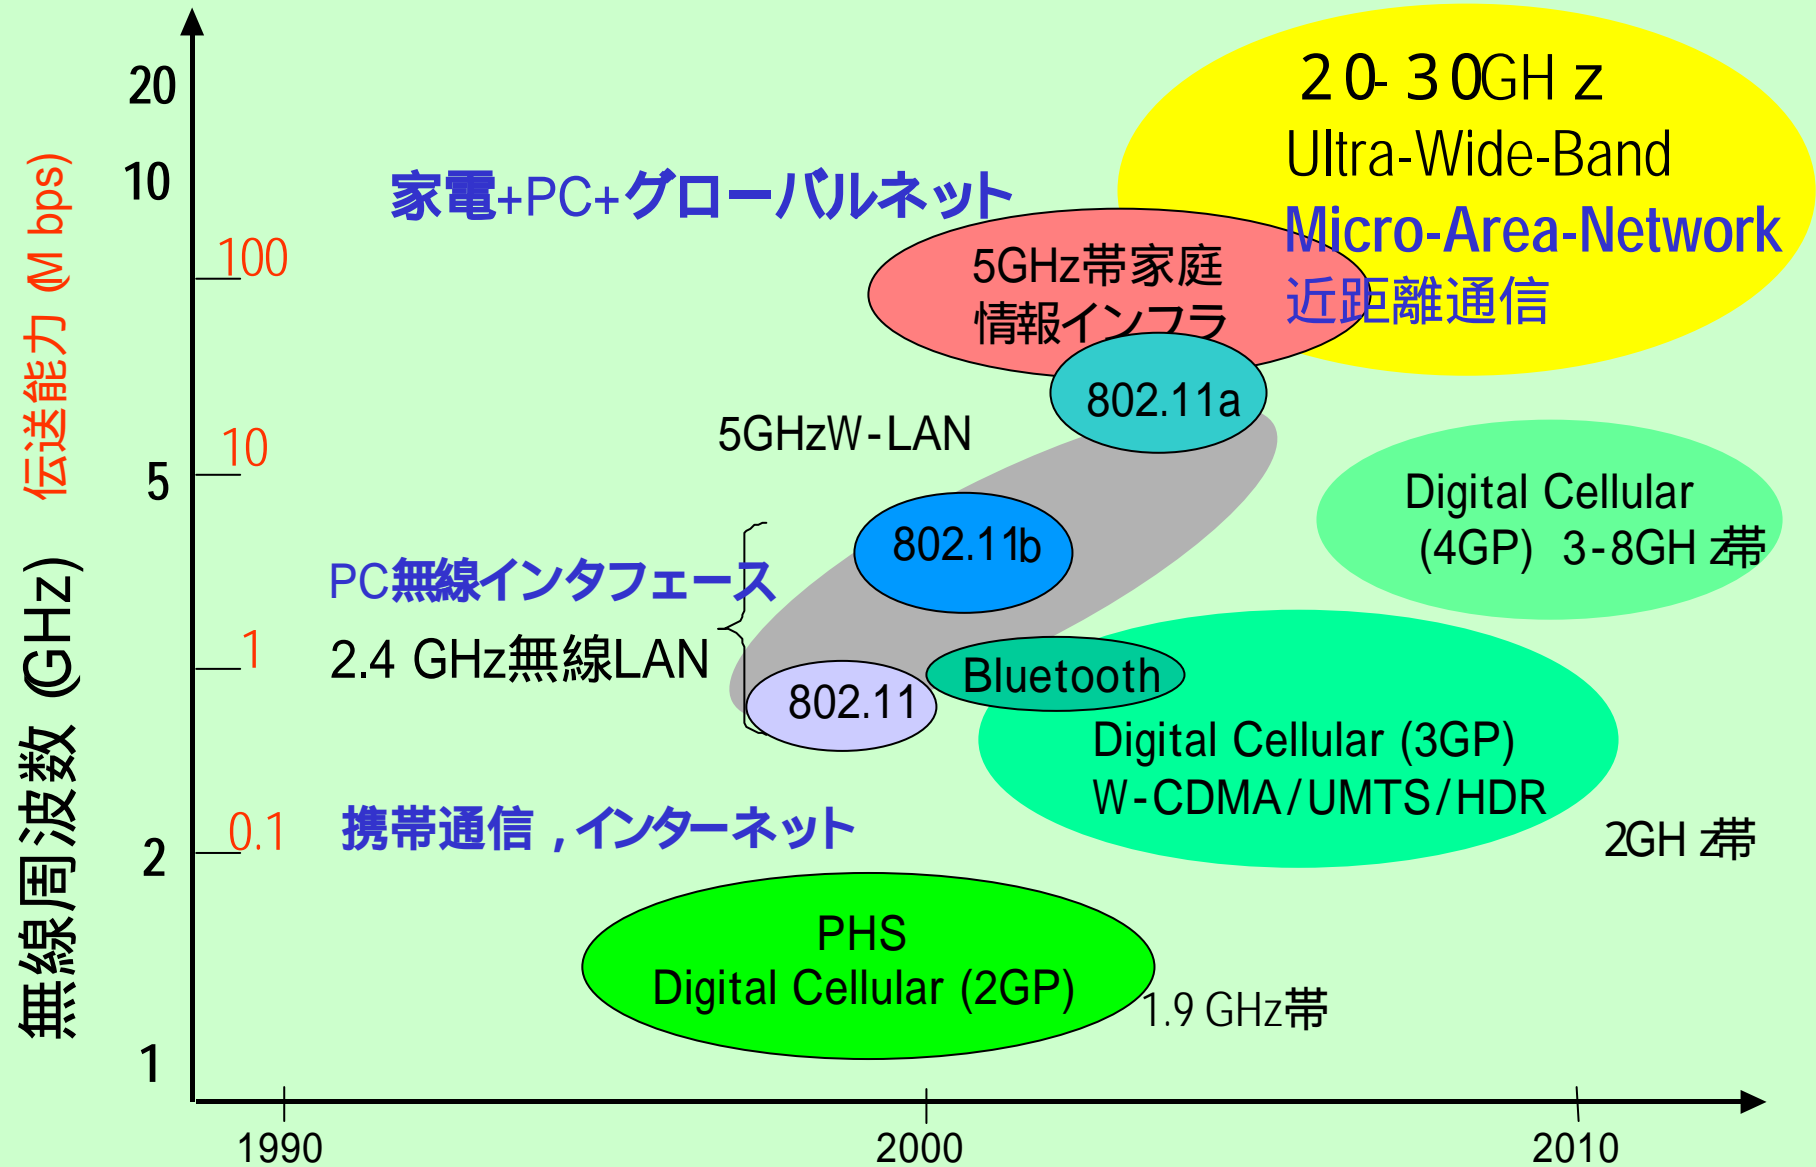 20
10
5
2
1
無線周波数 (GHz)
伝送能力 (M bps)
100
10
1
0.1
20-30GHz
Ultra-Wide-Band
Micro-Area-Network
近距離通信
家電+PC+グローバルネット
5GHz帯家庭
情報インフラ
802.11a
5GHzW-LAN
Digital Cellular
(4GP) 3-8GHz帯
802.11b
PC無線インタフェース
2.4 GHz無線LAN
Bluetooth
802.11
Digital Cellular (3GP)
W-CDMA/UMTS/HDR
携帯通信,インターネット
2GHz帯
PHS
Digital Cellular (2GP)
1.9 GHz帯
1990
2000
2010